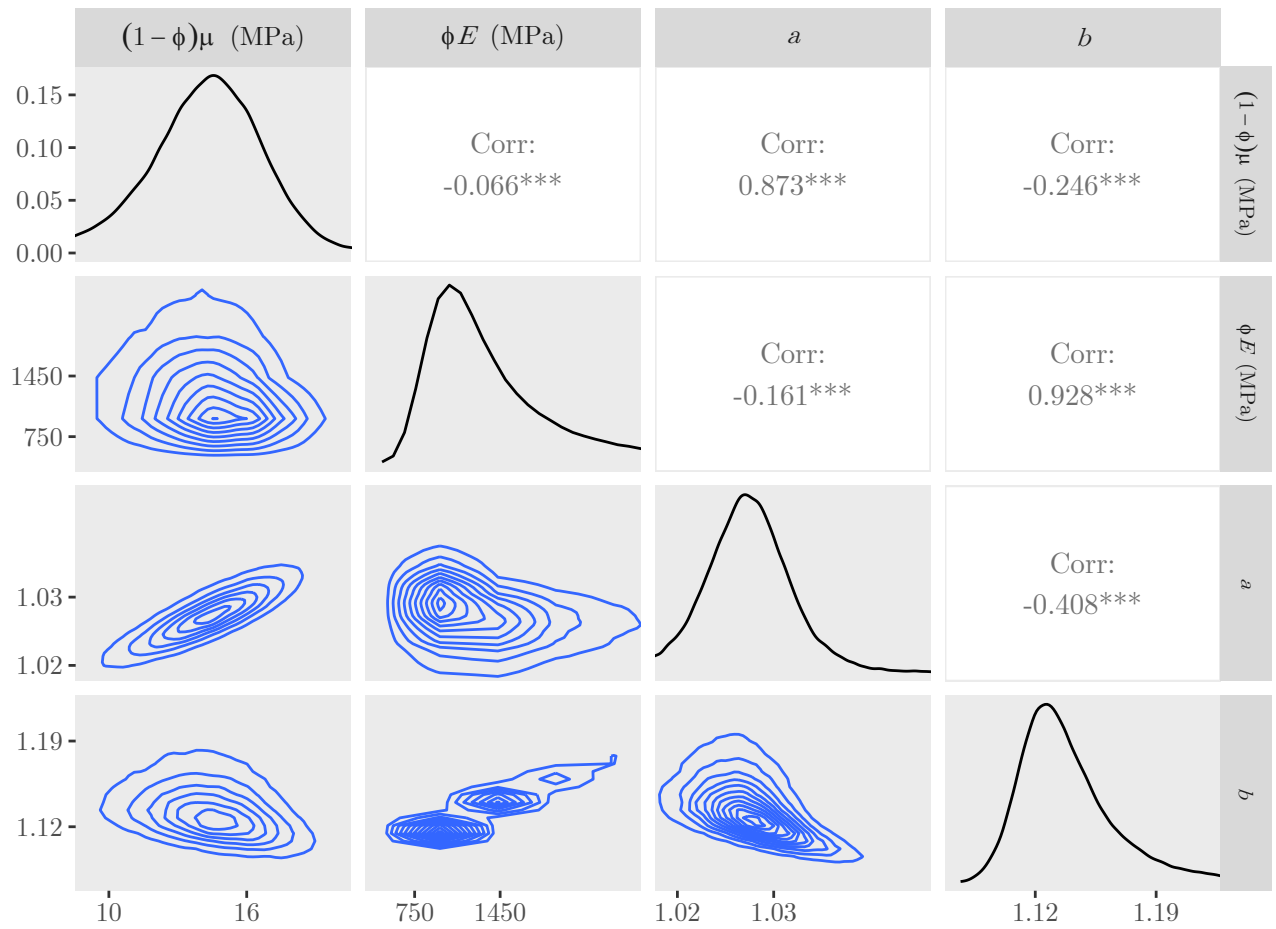 (1 − ϕ)μ (MPa)
ϕE (MPa)
a
b
0.15
0.10
0.05
0.00
Corr:
-0.066***
Corr:
0.873***
Corr:
-0.246***
(1 − ϕ)μ (MPa)
1450
750
Corr:
-0.161***
Corr:
0.928***
ϕE (MPa)
1.03
1.02
Corr:
-0.408***
a
1.19
1.12
b
10
16
750
1450
1.02
1.03
1.12
1.19